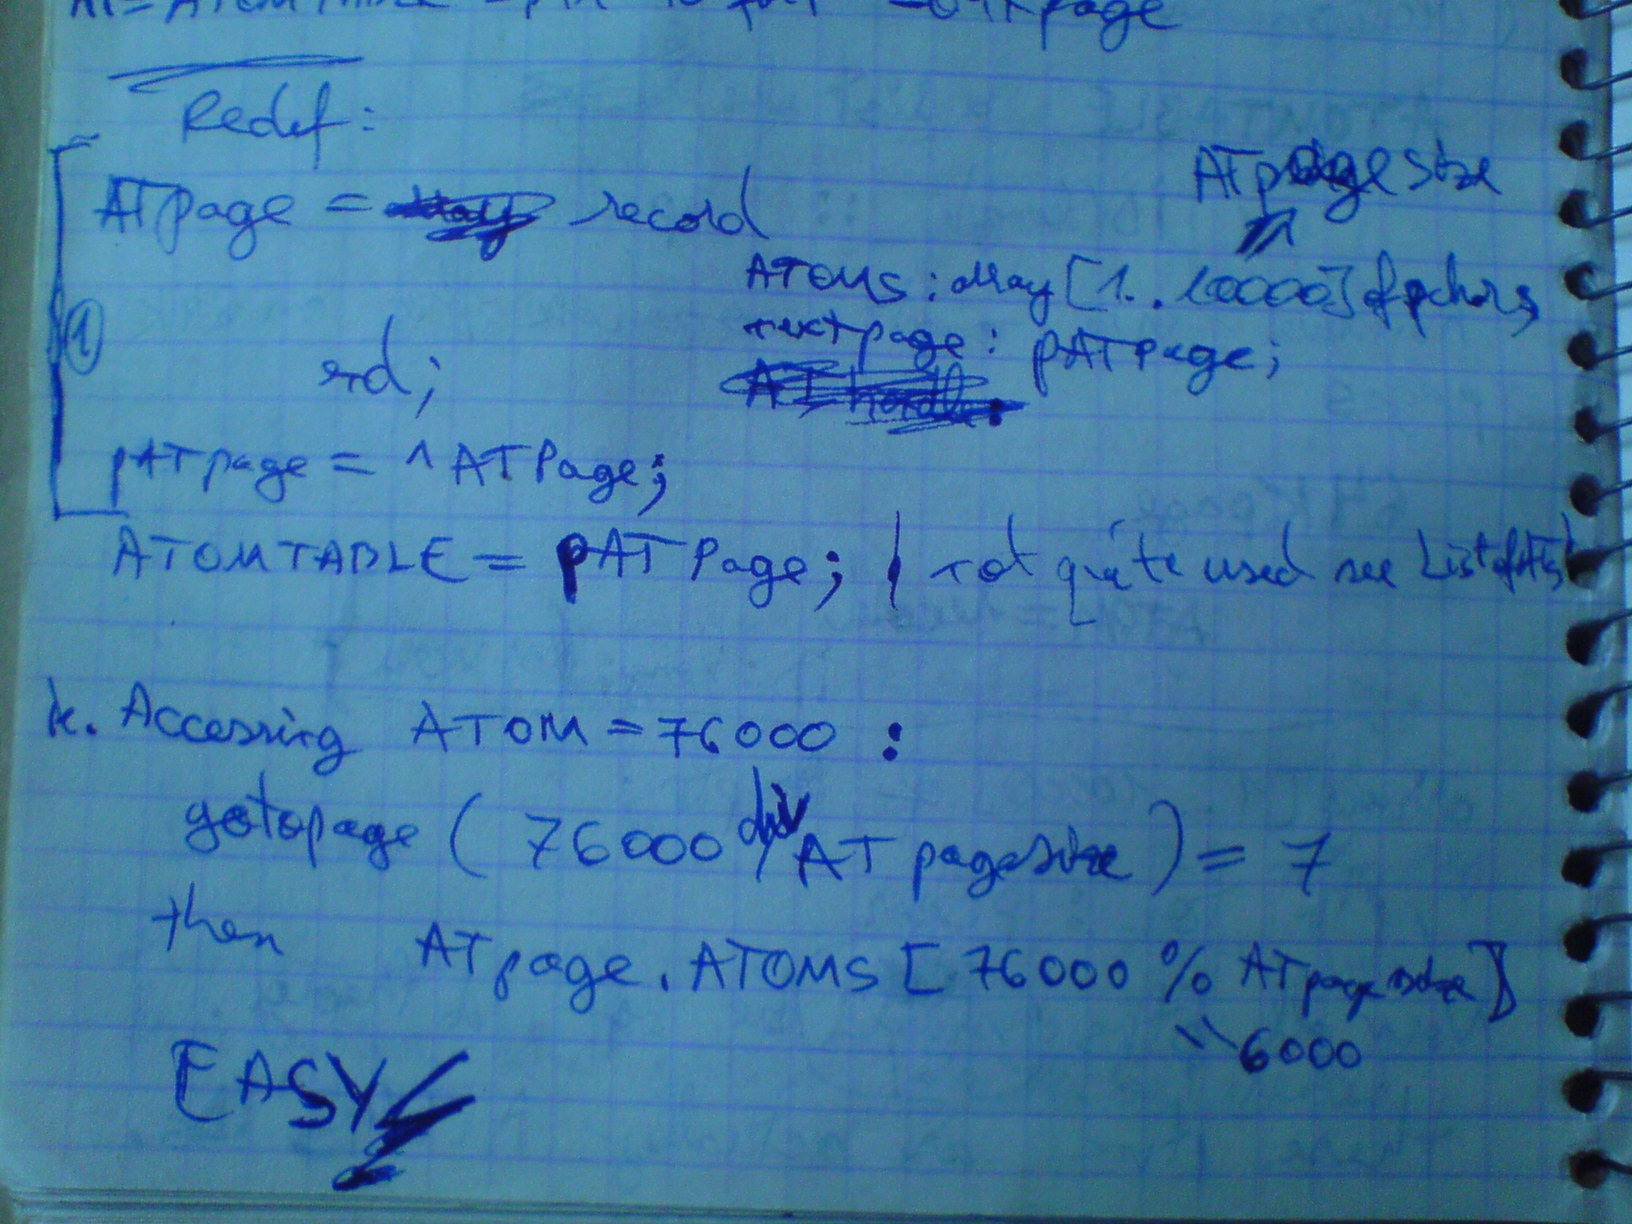 page
Redef:
ATpage = record
ATpagesize
ATOMS : array [1..10000] of pchars
nextpage : pATpage;
end;
pATpage = ^ATPage;
①
ATOMTABLE = pATPage; | not quite used see ListofATs
k. Accessing ATOM = 76000 :
gotopage ( 76000 div ATpagesize ) = 7
then ATpage.ATOMS [ 76000 % ATpagesize ]
6000
EASY